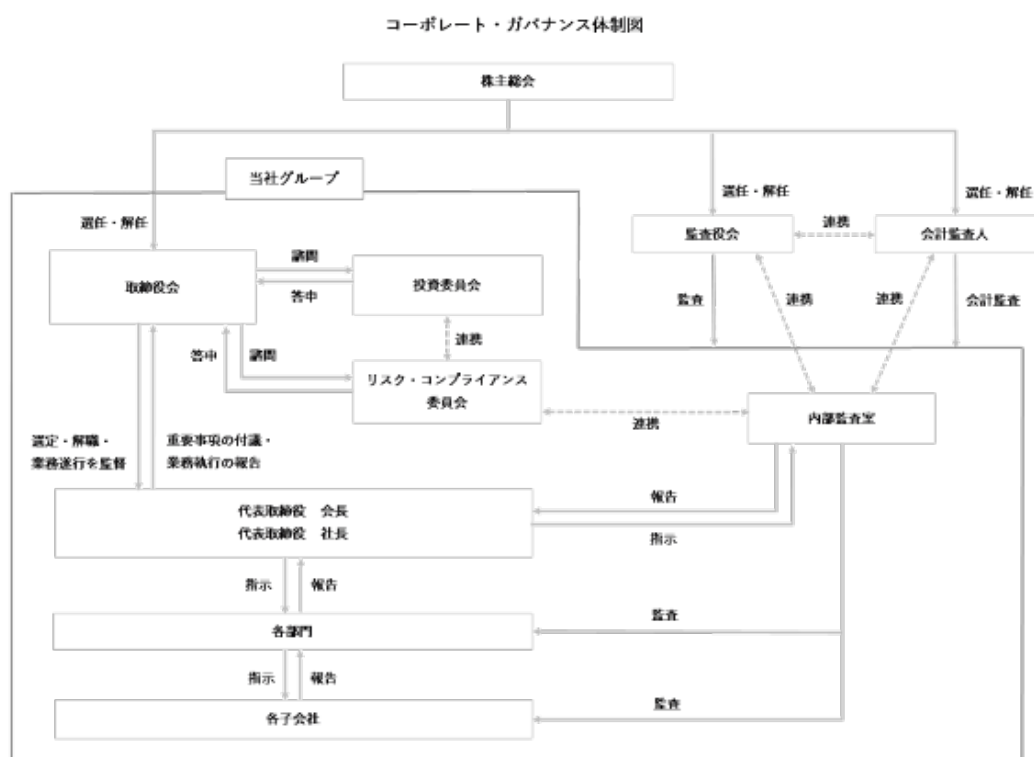 コーポレート・ガバナンス体制図
株主総会
当社グループ
選任・解任
選任・解任
選任・解任
監査役会
連携
会計監査人
取締役会
諮問
答申
投資委員会
監査
連携
連携
会計監査
答申
諮問
連携
リスク・コンプライアンス
委員会
連携
内部監査室
選定・解職・
業務遂行を監督
重要事項の付議・
業務執行の報告
代表取締役 会長
代表取締役 社長
報告
指示
指示
報告
各部門
監査
指示
報告
各子会社
監査